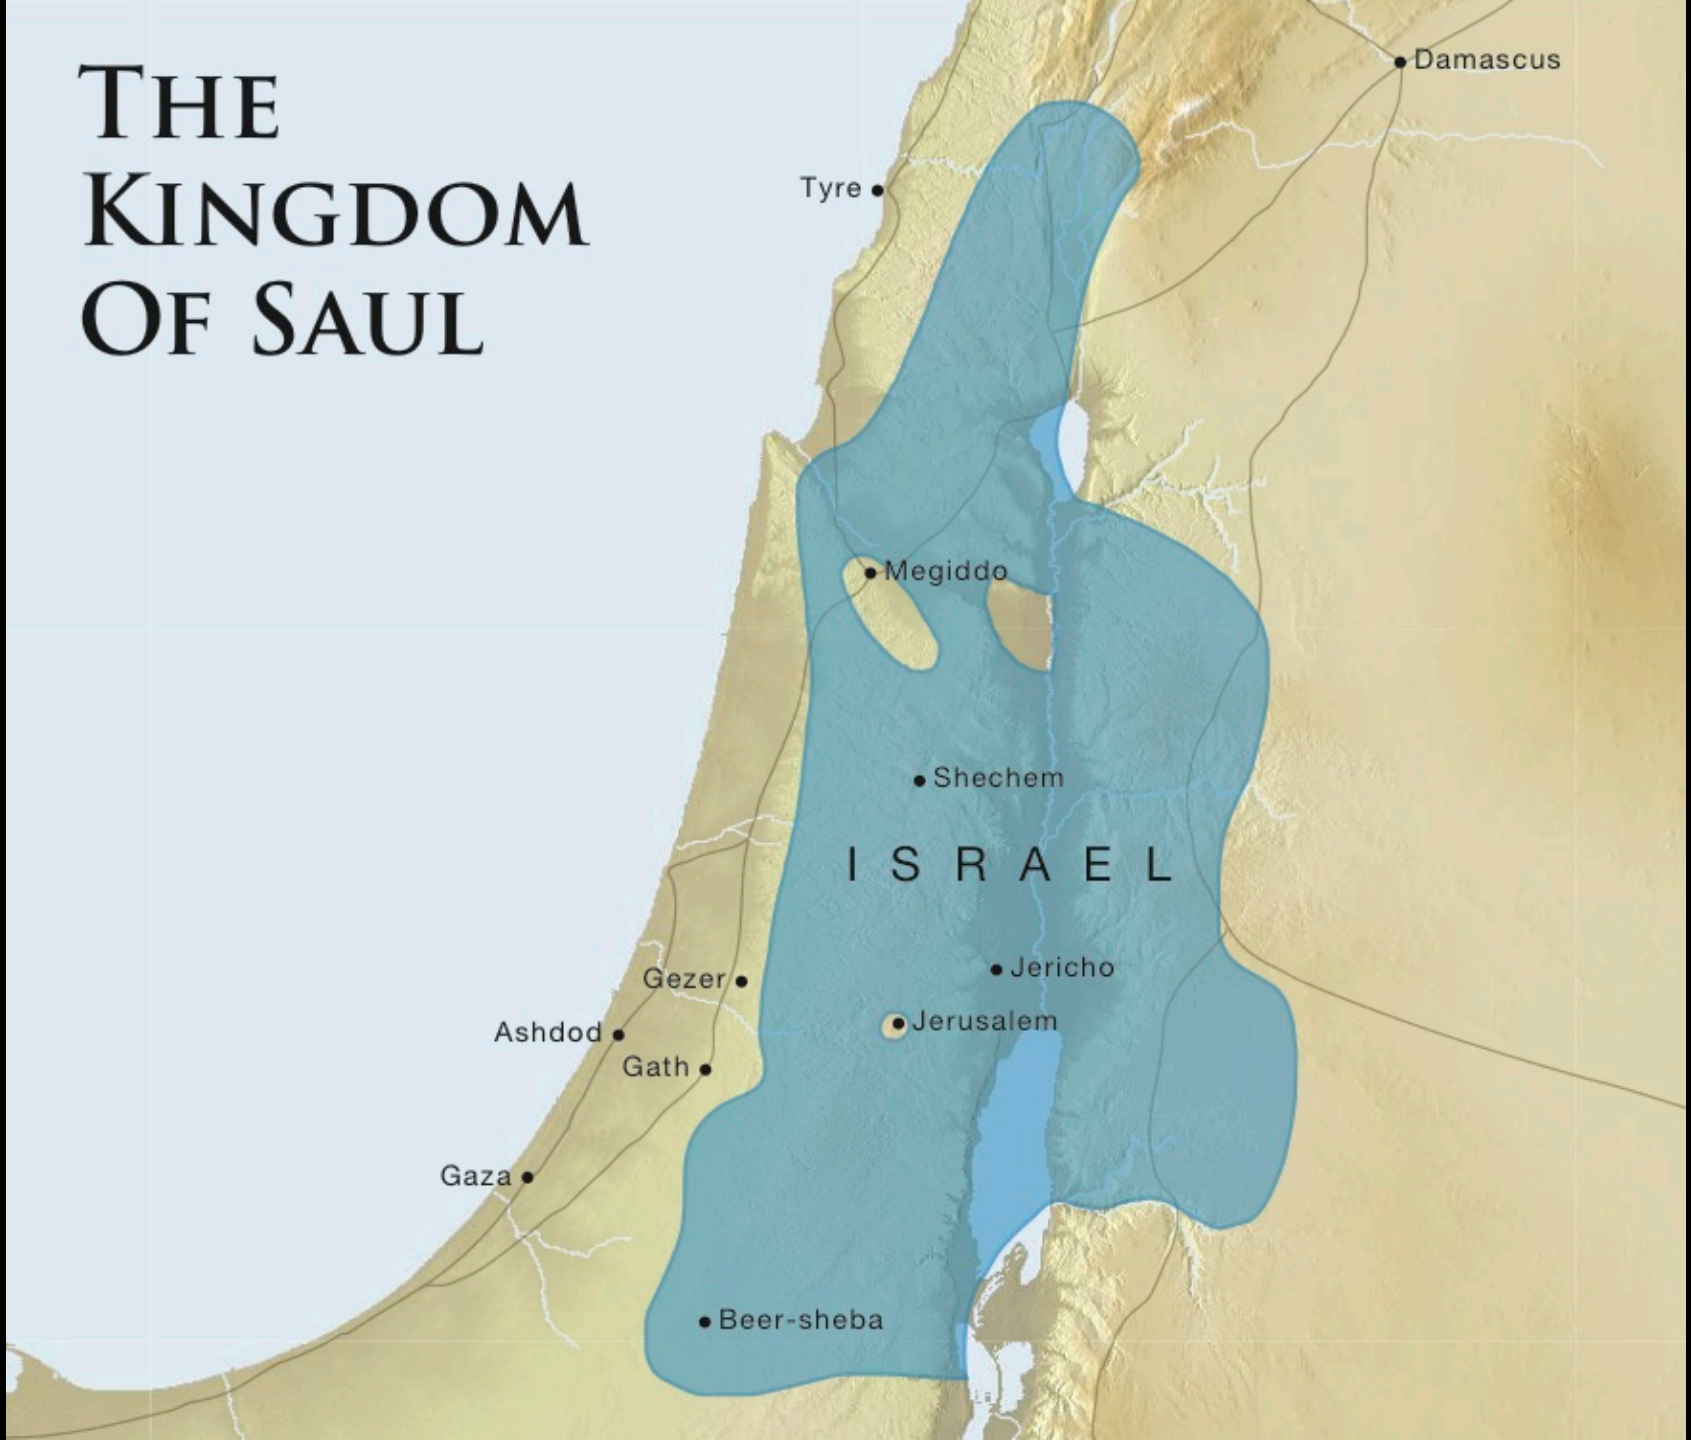 THE
KINGDOM
OF SAUL
Damascus
Tyre
Megiddo
Shechem
ISRAEL
Jericho
Gezer
Jerusalem
Ashdod
Gath
Gaza
Beer-sheba